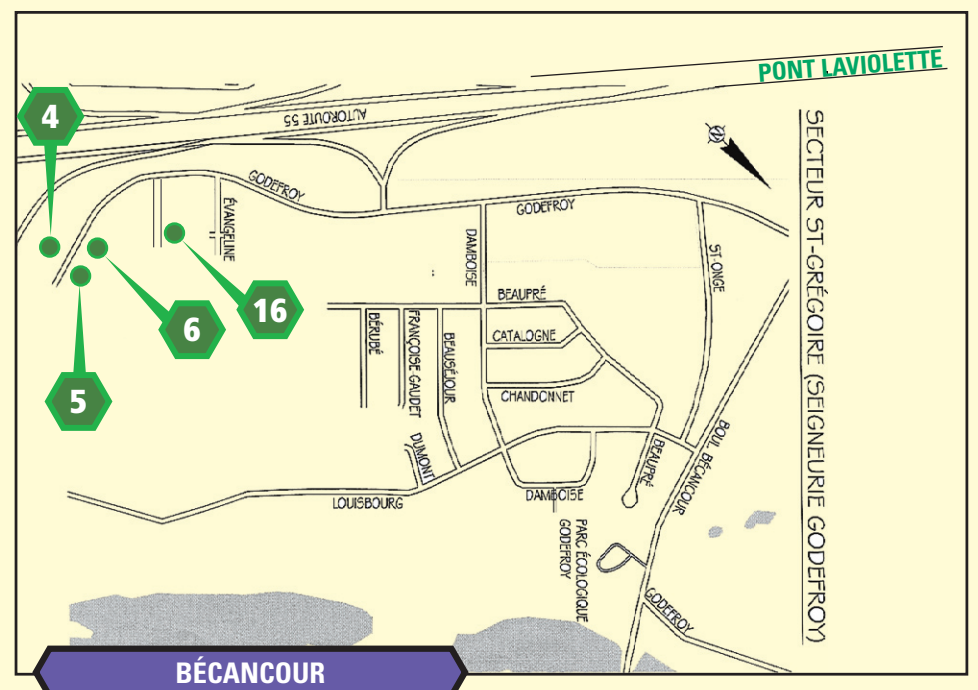 PONT LAVIOLETTE
4
AUTOROUTE 55
N
SECTEUR ST-GRÉGOIRE (SEIGNEURIE GODEFROY)
GODEFROY
GODEFROY
ÉVANGELINE
DAMBOISE
ST-ONGE
16
6
5
BEAUPRÉ
BÉRUBÉ
FRANÇOISE GAUDET
BEAUSÉJOUR
CATALOGNE
CHANDONNET
DUMONT
BEAUPRÉ
BOUL. BÉCANCOUR
LOUISBOURG
DAMBOISE
PARC ÉCOLOGIQUE
GODEFROY
GODEFROY
BÉCANCOUR